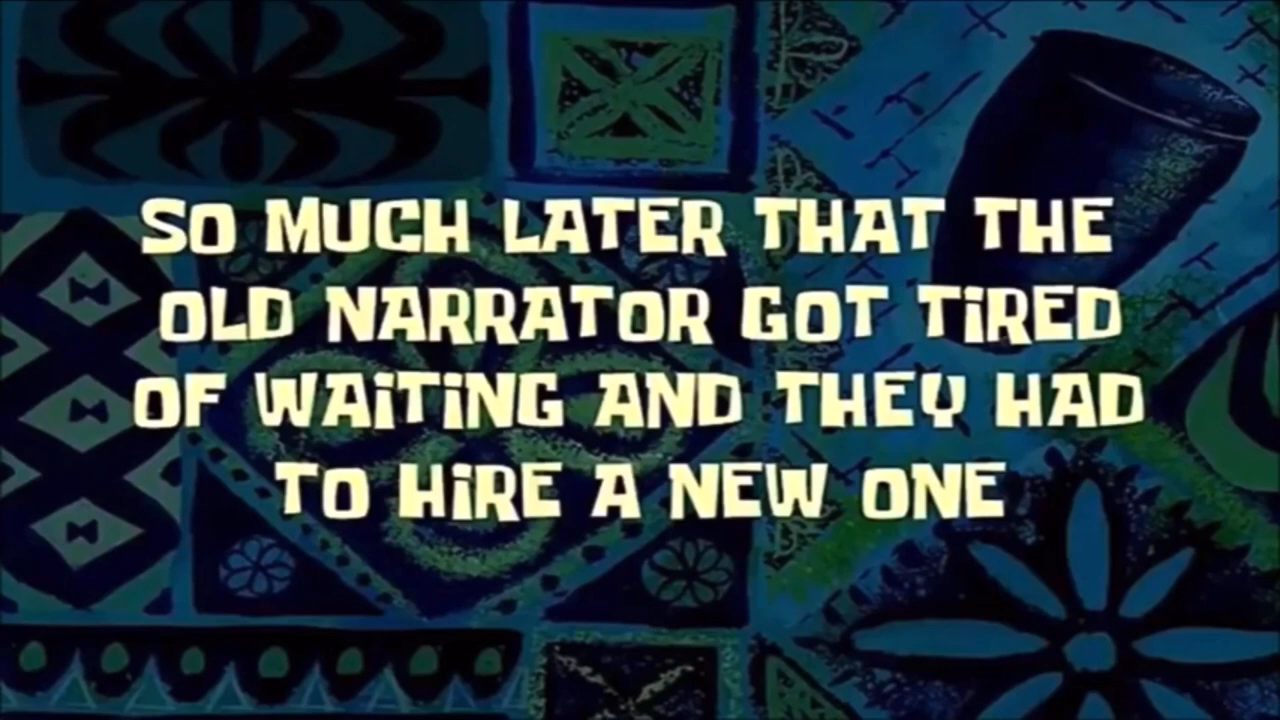 SO MUCH LATER THAT THE
OLD NARRATOR GOT TiRED
OF WAiTiNG AND THEY HAD
TO HiRE A NEW ONE